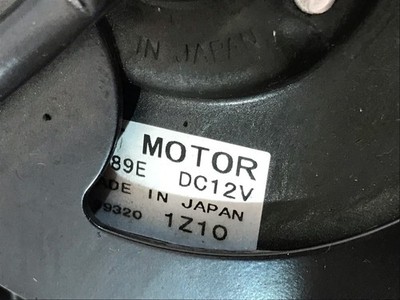 IN JAPAN
MOTOR
89E DC12V
ADE IN JAPAN
9320 1Z10